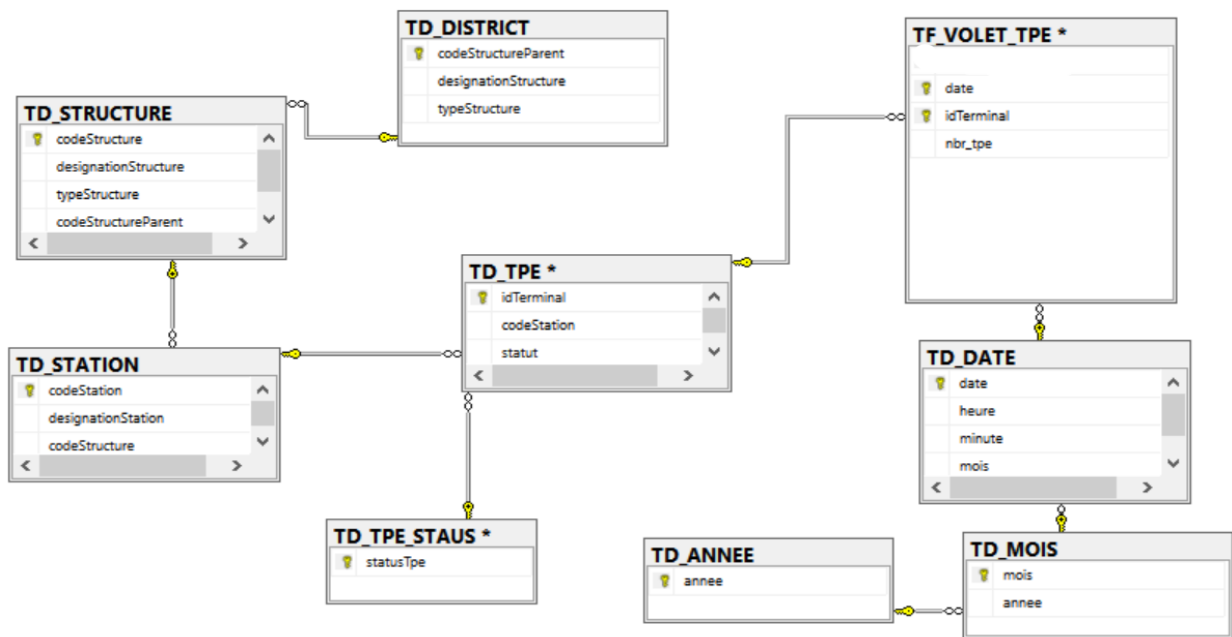 TD_DISTRICT
codeStructureParent
designationStructure
typeStructure
TF_VOLET_TPE *
date
idTerminal
nbr_tpe
TD_STRUCTURE
codeStructure
designationStructure
typeStructure
codeStructureParent
TD_TPE *
idTerminal
codeStation
statut
TD_STATION
codeStation
designationStation
codeStructure
TD_DATE
date
heure
minute
mois
TD_TPE_STAUS *
statusTpe
TD_ANNEE
annee
TD_MOIS
mois
annee